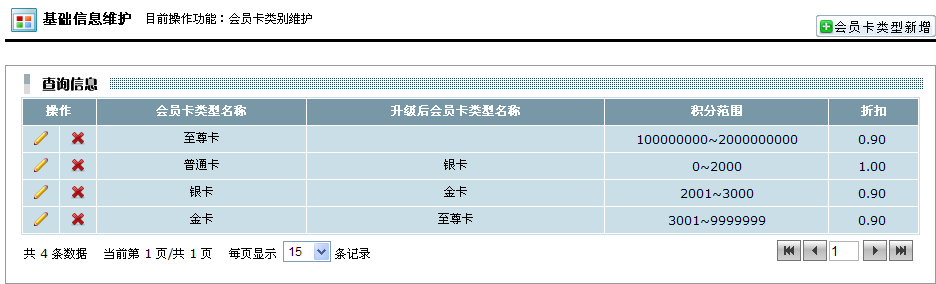 基础信息维护 目前操作功能：会员卡类别维护
会员卡类型新增
查询信息
操作 会员卡类型名称 升级后会员卡类型名称 积分范围 折扣
至尊卡 100000000~2000000000 0.90
普通卡 银卡 0~2000 1.00
银卡 金卡 2001~3000 0.90
金卡 至尊卡 3001~9999999 0.90
共 4 条数据 当前第 1 页/共 1 页 每页显示 15 条记录 1